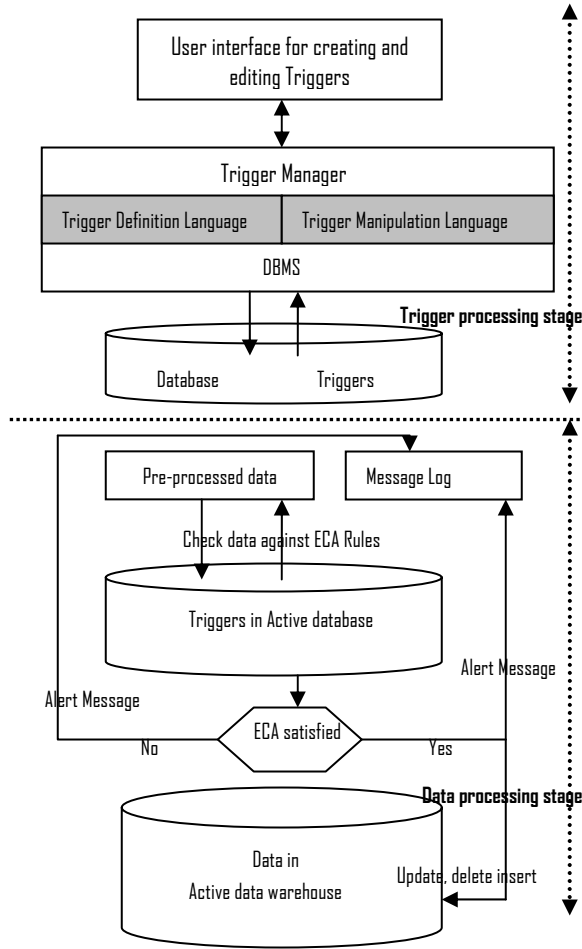 User interface for creating and
editing Triggers
Trigger Manager
Trigger Definition Language
Trigger Manipulation Language
DBMS
Trigger processing stage
Database
Triggers
Pre-processed data
Message Log
Check data against ECA Rules
Triggers in Active database
Alert Message
Alert Message
ECA satisfied
No
Yes
Data processing stage
Data in
Active data warehouse
Update, delete insert